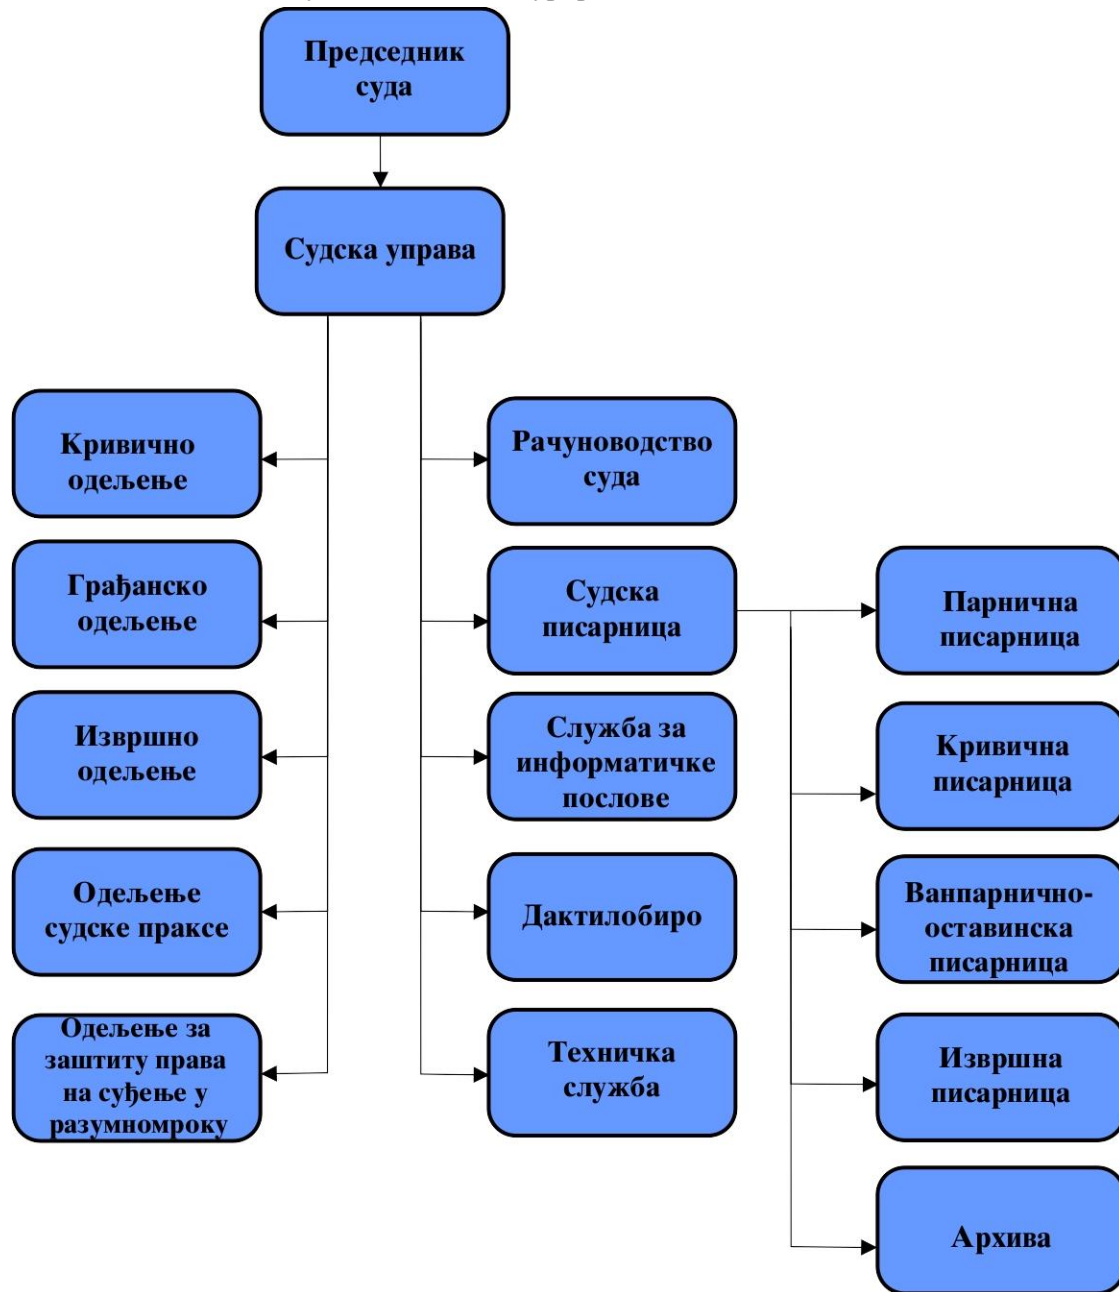 Председник
суда
Судска управа
Кривично
одељење
Грађанско
одељење
Извршно
одељење
Одељење
судске праксе
Одељење за
заштиту права
на суђење у
разумномроку
Рачуноводство
суда
Судска
писарница
Служба за
информатичке
послове
Дактилобиро
Техничка
служба
Парнична
писарница
Кривична
писарница
Ванпарнично-
оставинска
писарница
Извршна
писарница
Архива